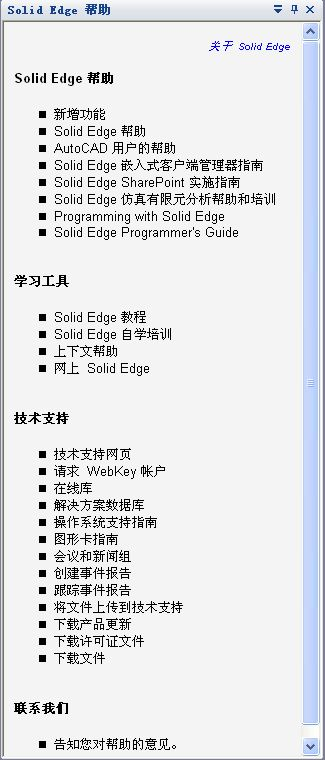 Solid Edge 帮助
关于 Solid Edge
Solid Edge 帮助
新增功能
Solid Edge 帮助
AutoCAD 用户的帮助
Solid Edge 嵌入式客户端管理器指南
Solid Edge SharePoint 实施指南
Solid Edge 仿真有限元分析帮助和培训
Programming with Solid Edge
Solid Edge Programmer's Guide
学习工具
Solid Edge 教程
Solid Edge 自学培训
上下文帮助
网上 Solid Edge
技术支持
技术支持网页
请求 WebKey 帐户
在线库
解决方案数据库
操作系统支持指南
图形卡指南
会议和新闻组
创建事件报告
跟踪事件报告
将文件上传到技术支持
下载产品更新
下载许可证文件
下载文件
联系我们
告知您对帮助的意见。